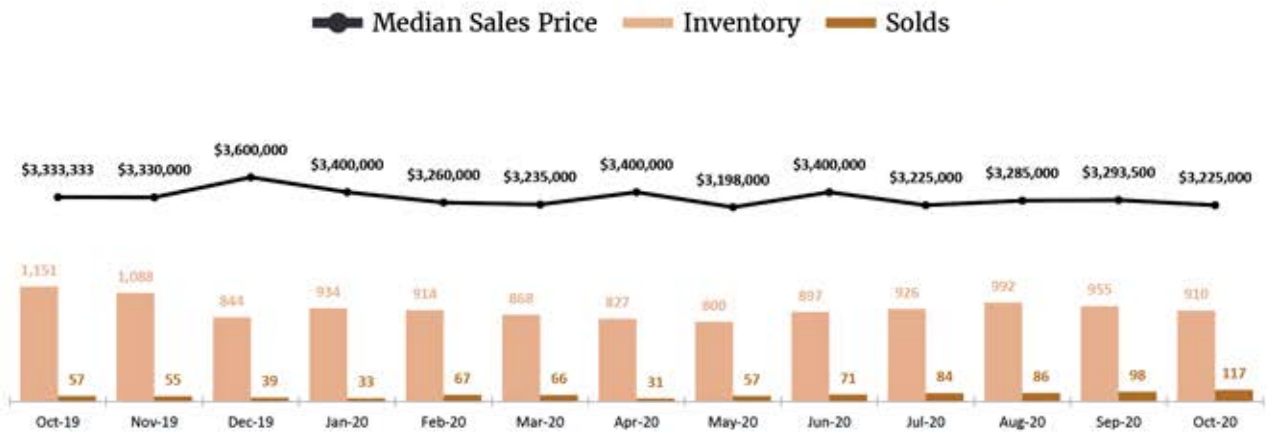 Median Sales Price Inventory Solds
$3,333,333 $3,330,000 $3,600,000 $3,400,000 $3,260,000 $3,235,000 $3,400,000 $3,198,000 $3,400,000 $3,225,000 $3,285,000 $3,293,500 $3,225,000
1,151 1,088 844 934 914 868 827 800 897 926 992 955 910
57 55 39 33 67 66 31 57 71 84 86 98 117
Oct-19 Nov-19 Dec-19 Jan-20 Feb-20 Mar-20 Apr-20 May-20 Jun-20 Jul-20 Aug-20 Sep-20 Oct-20